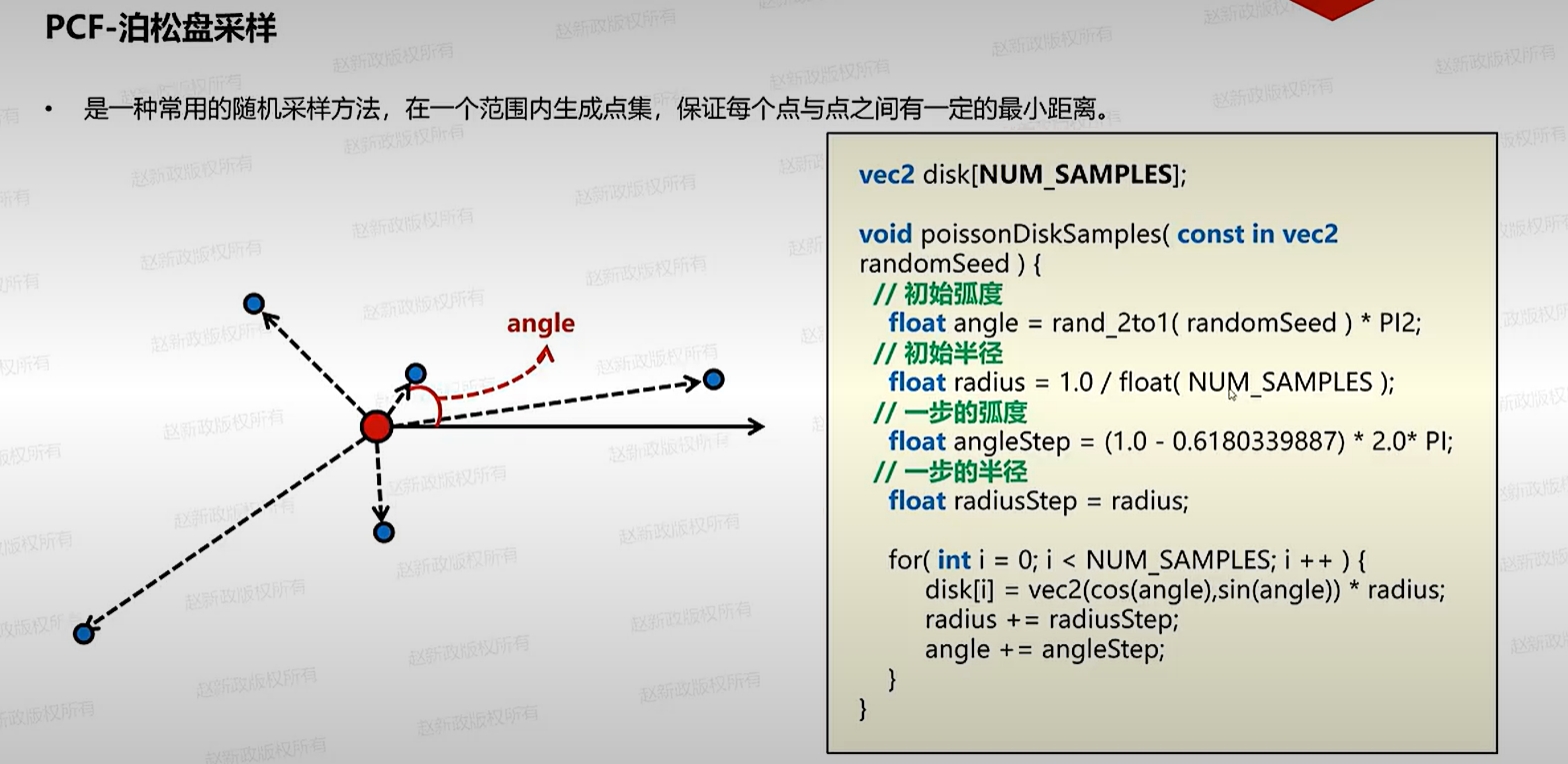 PCF-泊松盘采样
• 是一种常用的随机采样方法，在一个范围内生成点集，保证每个点与点之间有一定的最小距离。
angle
vec2 disk[NUM_SAMPLES];
void poissonDiskSamples( const in vec2
randomSeed ) {
// 初始弧度
float angle = rand_2to1( randomSeed ) * PI2;
// 初始半径
float radius = 1.0 / float( NUM_SAMPLES );
// 一步的弧度
float angleStep = (1.0 - 0.6180339887) * 2.0* PI;
// 一步的半径
float radiusStep = radius;
for( int i = 0; i < NUM_SAMPLES; i ++ ) {
disk[i] = vec2(cos(angle),sin(angle)) * radius;
radius += radiusStep;
angle += angleStep;
}
}
赵新政版权所有